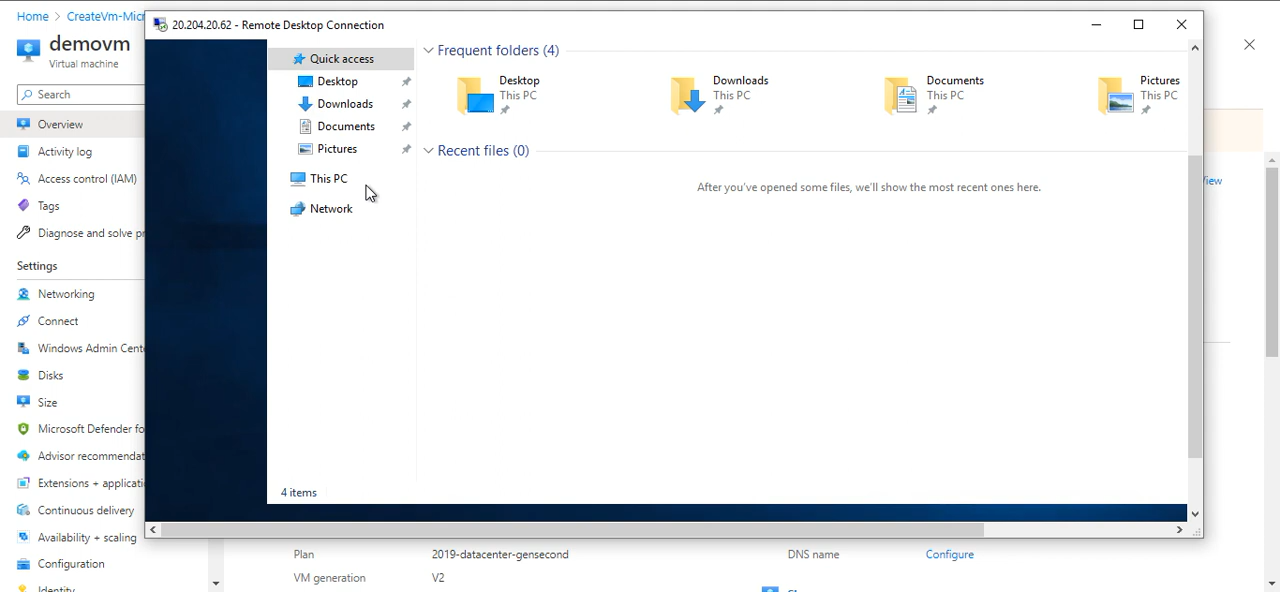 Home > CreateVm-Micr
demovm
Virtual machine
Search
Overview
Activity log
Access control (IAM)
Tags
Diagnose and solve pr
Settings
Networking
Connect
Windows Admin Cent
Disks
Size
Microsoft Defender fo
Advisor recommendat
Extensions + applicati
Continuous delivery
Availability + scaling
Configuration
Identity
20.204.20.62 - Remote Desktop Connection
Quick access
Desktop
Downloads
Documents
Pictures
This PC
Network
Frequent folders (4)
Desktop
This PC
Downloads
This PC
Documents
This PC
Pictures
This PC
Recent files (0)
After you've opened some files, we'll show the most recent ones here.
4 items
View
Plan 2019-datacenter-gensecond
VM generation V2
DNS name Configure